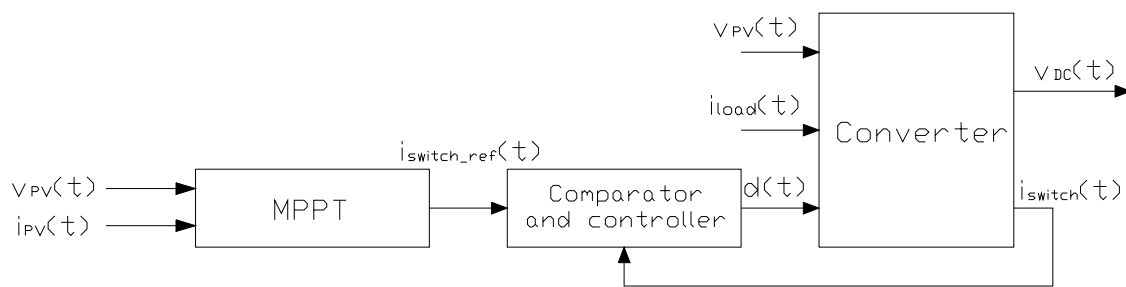 vPV(t)
iload(t)
Converter
vDC(t)
iswitch(t)
iswitch_ref(t)
vPV(t)
iPV(t)
MPPT
Comparator
and controller
d(t)